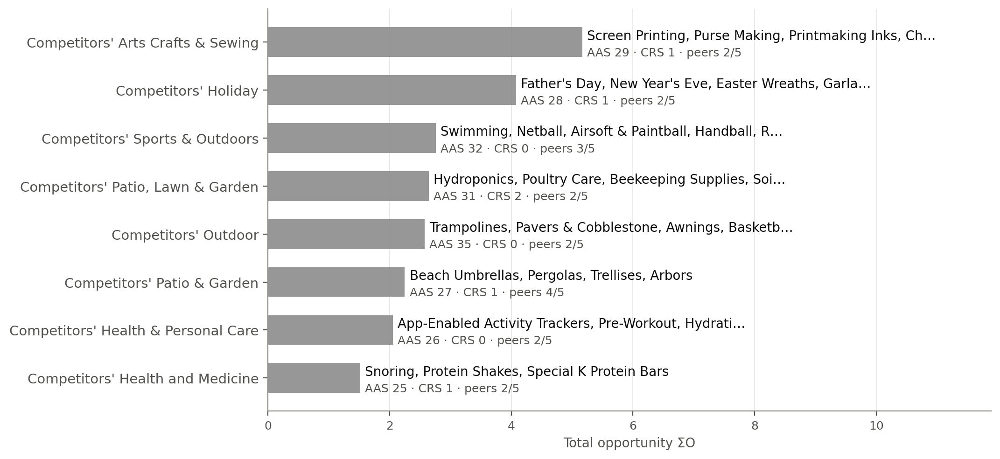 Competitors' Arts Crafts & Sewing
Screen Printing, Purse Making, Printmaking Inks, Ch...
AAS 29 · CRS 1 · peers 2/5
Competitors' Holiday
Father's Day, New Year's Eve, Easter Wreaths, Garla...
AAS 28 · CRS 1 · peers 2/5
Competitors' Sports & Outdoors
Swimming, Netball, Airsoft & Paintball, Handball, R...
AAS 32 · CRS 0 · peers 3/5
Competitors' Patio, Lawn & Garden
Hydroponics, Poultry Care, Beekeeping Supplies, Soi...
AAS 31 · CRS 2 · peers 2/5
Competitors' Outdoor
Trampolines, Pavers & Cobblestone, Awnings, Basketb...
AAS 35 · CRS 0 · peers 2/5
Competitors' Patio & Garden
Beach Umbrellas, Pergolas, Trellises, Arbors
AAS 27 · CRS 1 · peers 4/5
Competitors' Health & Personal Care
App-Enabled Activity Trackers, Pre-Workout, Hydrati...
AAS 26 · CRS 0 · peers 2/5
Competitors' Health and Medicine
Snoring, Protein Shakes, Special K Protein Bars
AAS 25 · CRS 1 · peers 2/5
0 2 4 6 8 10
Total opportunity ΣO